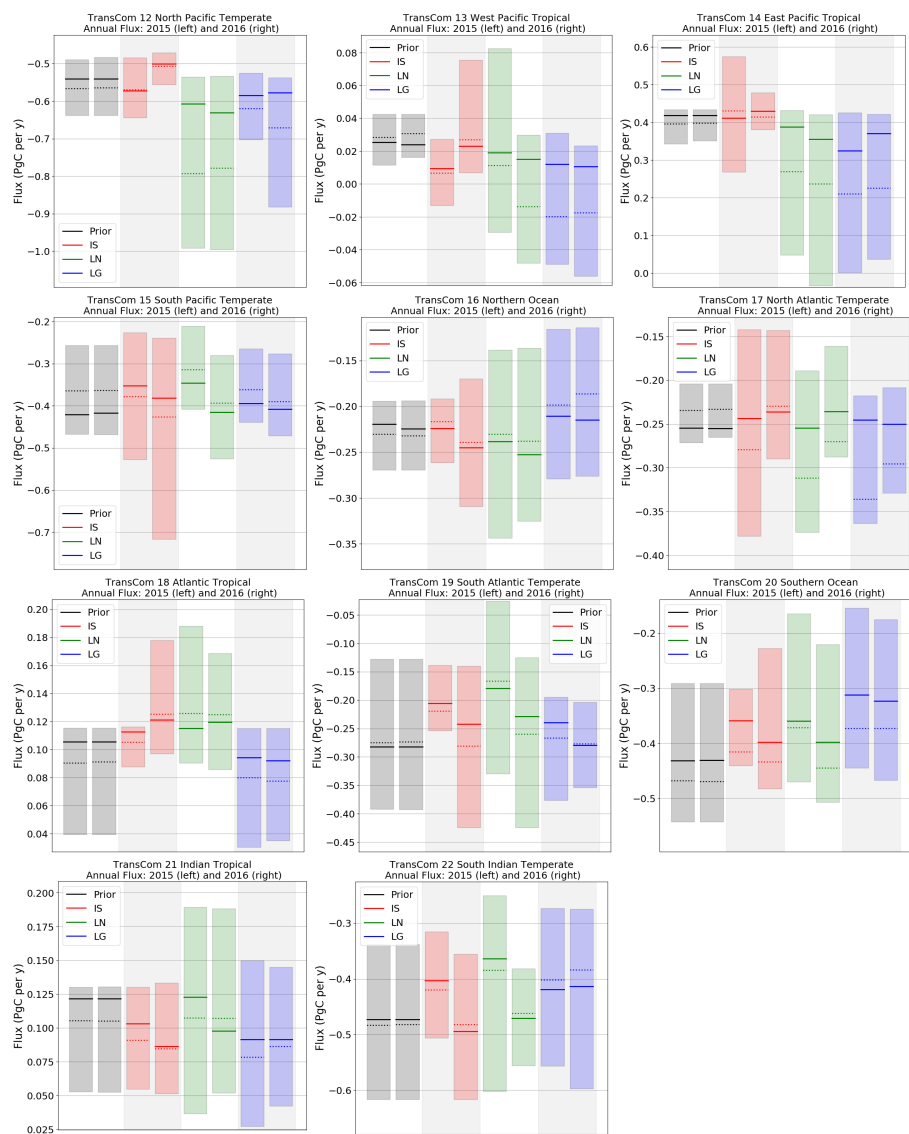 TransCom 12 North Pacific Temperate
Annual Flux: 2015 (left) and 2016 (right)
Flux (PgC per y)
−0.5
−0.6
−0.7
−0.8
−0.9
−1.0
Prior
IS
LN
LG
TransCom 13 West Pacific Tropical
Annual Flux: 2015 (left) and 2016 (right)
Flux (PgC per y)
0.08
0.06
0.04
0.02
0.00
−0.02
−0.04
−0.06
Prior
IS
LN
LG
TransCom 14 East Pacific Tropical
Annual Flux: 2015 (left) and 2016 (right)
Flux (PgC per y)
0.6
0.5
0.4
0.3
0.2
0.1
0.0
Prior
IS
LN
LG
TransCom 15 South Pacific Temperate
Annual Flux: 2015 (left) and 2016 (right)
Flux (PgC per y)
−0.2
−0.3
−0.4
−0.5
−0.6
−0.7
Prior
IS
LN
LG
TransCom 16 Northern Ocean
Annual Flux: 2015 (left) and 2016 (right)
Flux (PgC per y)
−0.15
−0.20
−0.25
−0.30
−0.35
Prior
IS
LN
LG
TransCom 17 North Atlantic Temperate
Annual Flux: 2015 (left) and 2016 (right)
Flux (PgC per y)
−0.15
−0.20
−0.25
−0.30
−0.35
−0.40
Prior
IS
LN
LG
TransCom 18 Atlantic Tropical
Annual Flux: 2015 (left) and 2016 (right)
Flux (PgC per y)
0.20
0.18
0.16
0.14
0.12
0.10
0.08
0.06
0.04
Prior
IS
LN
LG
TransCom 19 South Atlantic Temperate
Annual Flux: 2015 (left) and 2016 (right)
Flux (PgC per y)
−0.05
−0.10
−0.15
−0.20
−0.25
−0.30
−0.35
−0.40
−0.45
Prior
IS
LN
LG
TransCom 20 Southern Ocean
Annual Flux: 2015 (left) and 2016 (right)
Flux (PgC per y)
−0.2
−0.3
−0.4
−0.5
Prior
IS
LN
LG
TransCom 21 Indian Tropical
Annual Flux: 2015 (left) and 2016 (right)
Flux (PgC per y)
0.200
0.175
0.150
0.125
0.100
0.075
0.050
0.025
Prior
IS
LN
LG
TransCom 22 South Indian Temperate
Annual Flux: 2015 (left) and 2016 (right)
Flux (PgC per y)
−0.3
−0.4
−0.5
−0.6
Prior
IS
LN
LG